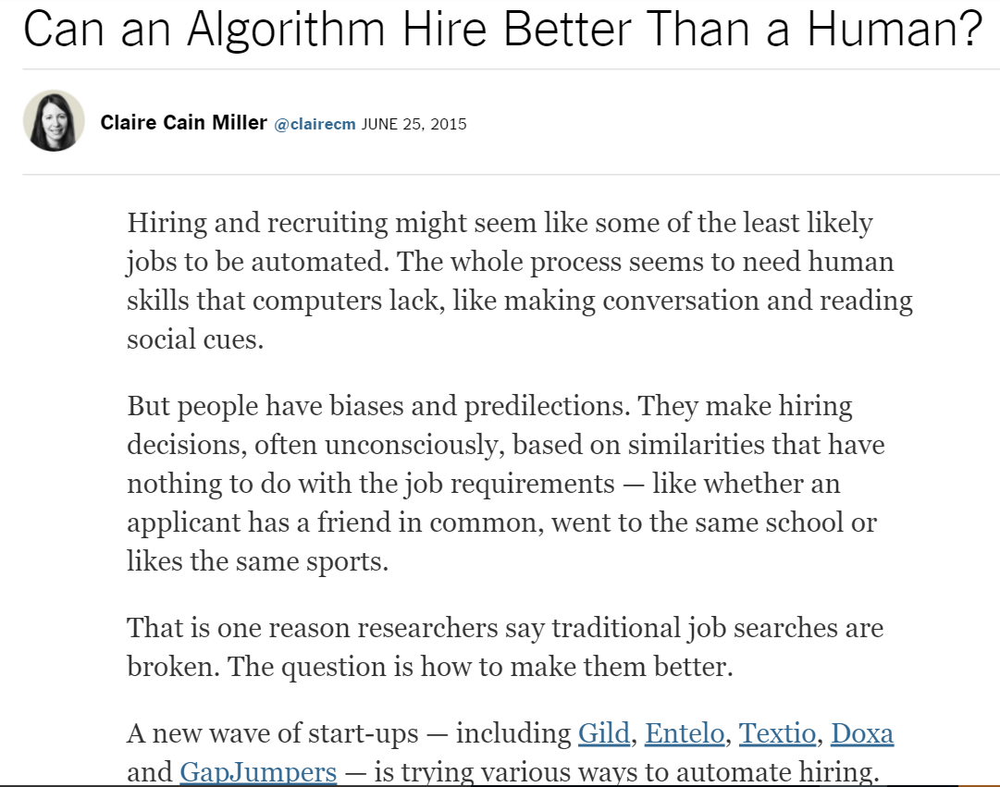 Can an Algorithm Hire Better Than a Human?
Claire Cain Miller @clairecm JUNE 25, 2015
Hiring and recruiting might seem like some of the least likely
jobs to be automated. The whole process seems to need human
skills that computers lack, like making conversation and reading
social cues.
But people have biases and predilections. They make hiring
decisions, often unconsciously, based on similarities that have
nothing to do with the job requirements — like whether an
applicant has a friend in common, went to the same school or
likes the same sports.
That is one reason researchers say traditional job searches are
broken. The question is how to make them better.
A new wave of start-ups — including Gild, Entelo, Textio, Doxa
and GapJumpers — is trying various ways to automate hiring.